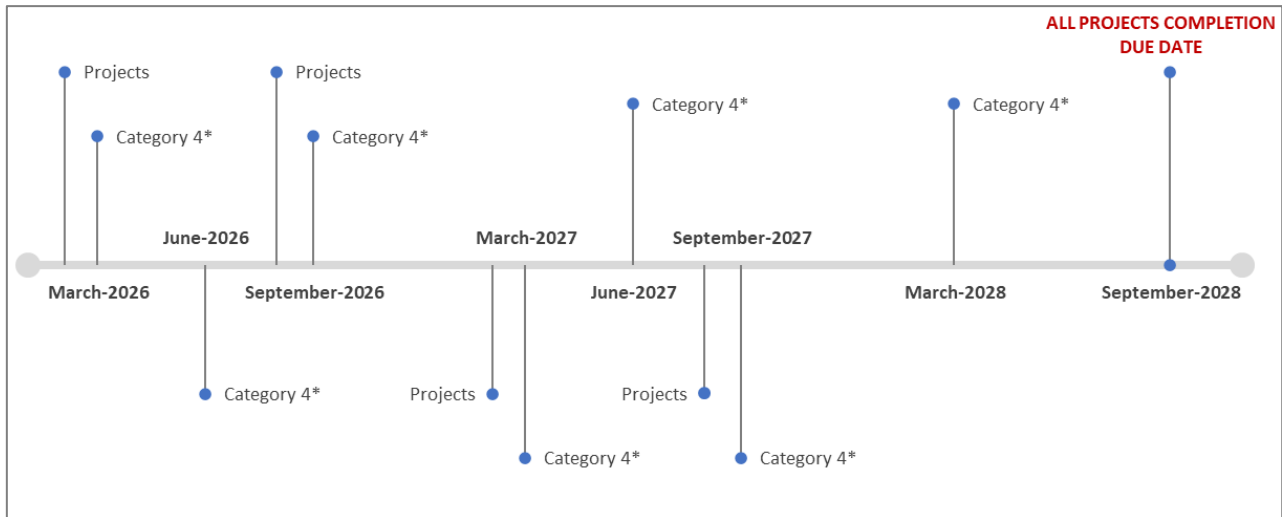 ALL PROJECTS COMPLETION
DUE DATE
Projects
Projects
Category 4*
Category 4*
Category 4*
Category 4*
June-2026
March-2027
September-2027
March-2026
September-2026
June-2027
March-2028
September-2028
Category 4*
Projects
Projects
Category 4*
Category 4*